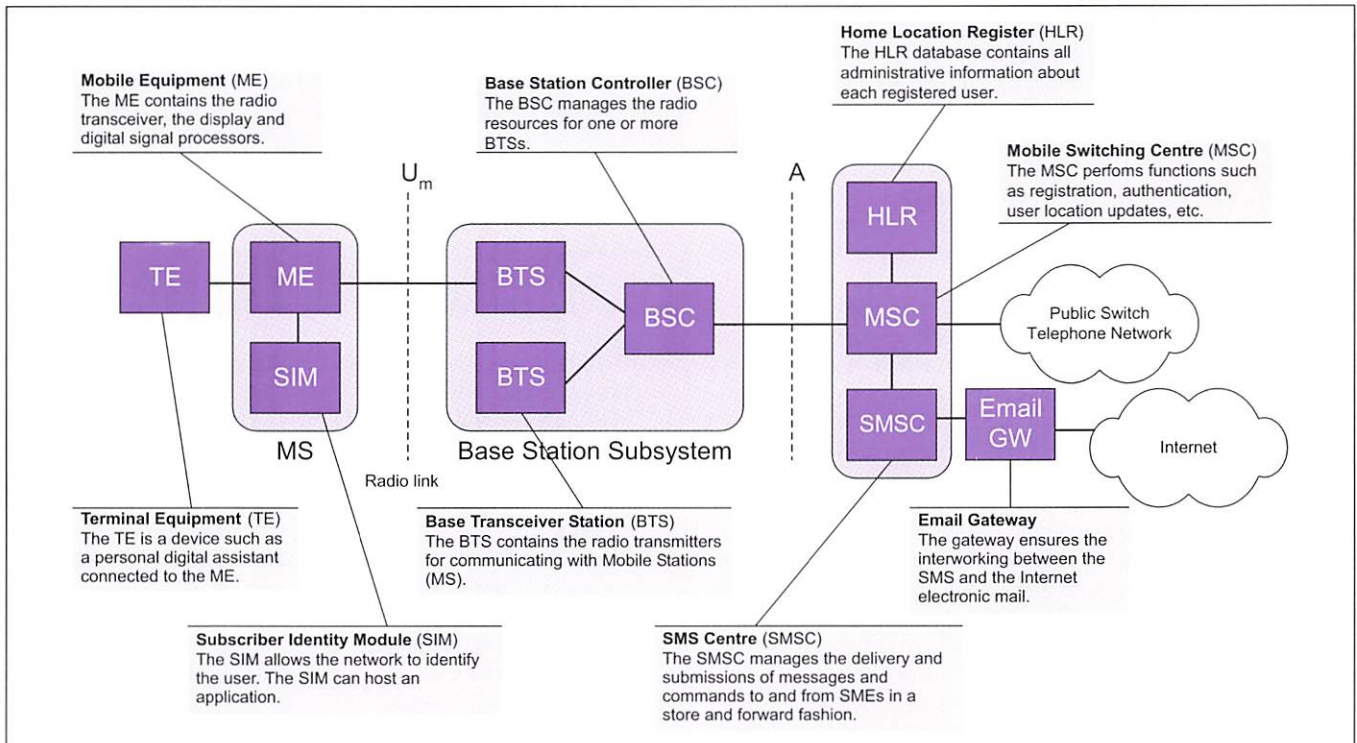 Home Location Register (HLR)
The HLR database contains all
administrative information about
each registered user.
Mobile Equipment (ME)
The ME contains the radio
transceiver, the display and
digital signal processors.
Base Station Controller (BSC)
The BSC manages the radio
resources for one or more
BTSs.
Mobile Switching Centre (MSC)
The MSC perfoms functions such
as registration, authentication,
user location updates, etc.
Um
A
HLR
TE
ME
BTS
BSC
MSC
Public Switch
Telephone Network
SIM
BTS
SMSC
Email
GW
Internet
MS
Base Station Subsystem
Radio link
Terminal Equipment (TE)
The TE is a device such as
a personal digital assistant
connected to the ME.
Base Transceiver Station (BTS)
The BTS contains the radio transmitters
for communicating with Mobile Stations
(MS).
Email Gateway
The gateway ensures the
interworking between the
SMS and the Internet
electronic mail.
Subscriber Identity Module (SIM)
The SIM allows the network to identify
the user. The SIM can host an
application.
SMS Centre (SMSC)
The SMSC manages the delivery and
submissions of messages and
commands to and from SMEs in a
store and forward fashion.